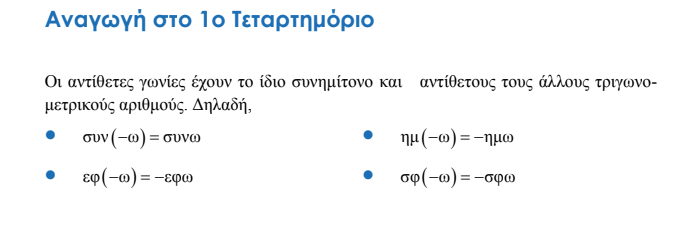 Αναγωγή στο 1ο Τεταρτημόριο
Οι αντίθετες γωνίες έχουν το ίδιο συνημίτονο και αντίθετους τους άλλους τριγωνο-
μετρικούς αριθμούς. Δηλαδή,
• συν(−ω) = συνω • ημ(−ω) = −ημω
• εφ(−ω) = −εφω • σφ(−ω) = −σφω